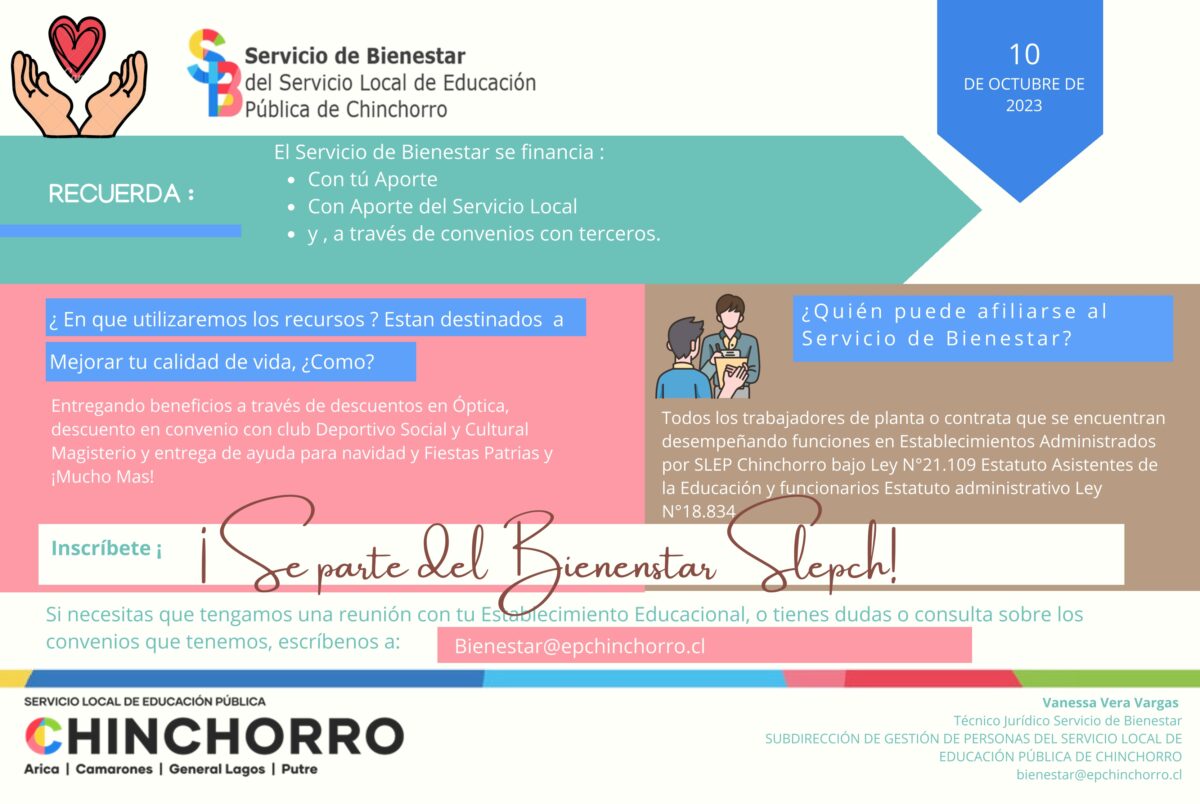 Servicio de Bienestar
del Servicio Local de Educación
Pública de Chinchorro
10
DE OCTUBRE DE
2023
RECUERDA :
El Servicio de Bienestar se financia :
• Con tú Aporte
• Con Aporte del Servicio Local
• y , a través de convenios con terceros.
¿ En que utilizaremos los recursos ? Estan destinados a
Mejorar tu calidad de vida, ¿Como?
Entregando beneficios a través de descuentos en Óptica,
descuento en convenio con club Deportivo Social y Cultural
Magisterio y entrega de ayuda para navidad y Fiestas Patrias y
¡Mucho Mas!
¿Quién puede afiliarse al
Servicio de Bienestar?
Todos los trabajadores de planta o contrata que se encuentran
desempeñando funciones en Establecimientos Administrados
por SLEP Chinchorro bajo Ley N°21.109 Estatuto Asistentes de
la Educación y funcionarios Estatuto administrativo Ley
N°18.834
Inscríbete ¡
¡Se parte del Bienenstar Slepch!
Si necesitas que tengamos una reunión con tu Establecimiento Educacional, o tienes dudas o consulta sobre los
convenios que tenemos, escríbenos a:
Bienestar@epchinchorro.cl
SERVICIO LOCAL DE EDUCACIÓN PÚBLICA
CHINCHORRO
Arica | Camarones | General Lagos | Putre
Vanessa Vera Vargas
Técnico Jurídico Servicio de Bienestar
SUBDIRECCIÓN DE GESTIÓN DE PERSONAS DEL SERVICIO LOCAL DE
EDUCACIÓN PÚBLICA DE CHINCHORRO
bienestar@epchinchorro.cl